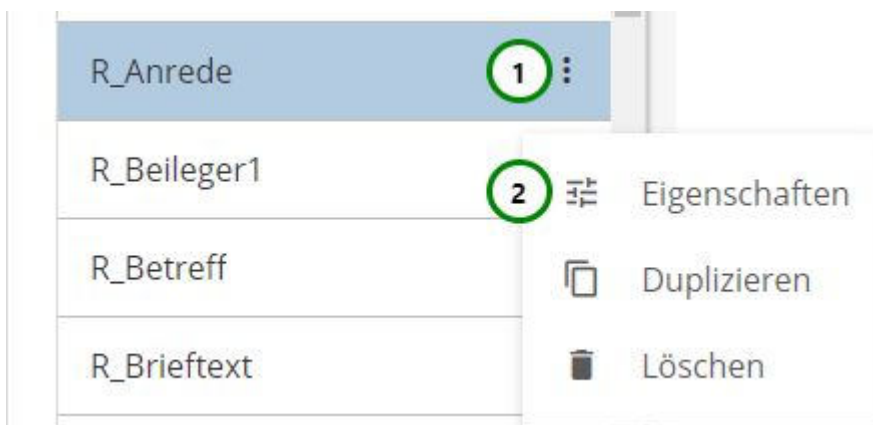 R_Anrede 1
R_Beileger1
2 Eigenschaften
R_Betreff
Duplizieren
R_Brieftext
Löschen